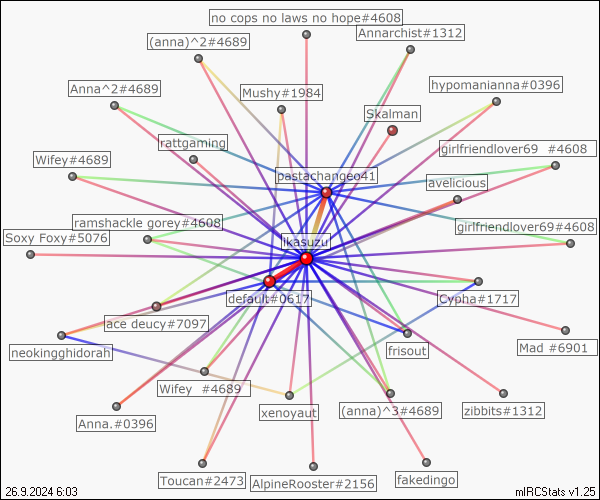 no cops no laws no hope#4608
Annarchist#1312
(anna)^2#4689
hypomanianna#0396
Anna^2#4689
Mushy#1984
Skalman
rattgaming
girlfriendlover69 #4608
Wifey#4689
pastachangeo41
avelicious
ramshackle gorey#4608
girlfriendlover69#4608
Soxy Foxy#5076
jkasuzu
default#0617
Cypha#1717
ace deucy#7097
Mad #6901
neokingghidorah
frisout
Wifey #4689
xenoyaut
(anna)^3#4689
zibbits#1312
Anna,#0396
Toucan#2473
AlpineRooster#2156
fakedingo
26.9.2024 6:03
mIRCStats v1.25